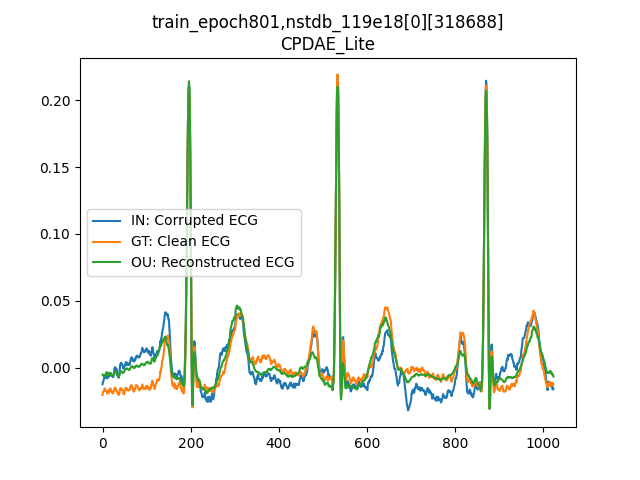 train_epoch801,nstdb_119e18[0][318688]
CPDAE_Lite
0.20
0.15
0.10
0.05
0.00
IN: Corrupted ECG
GT: Clean ECG
OU: Reconstructed ECG
0 200 400 600 800 1000